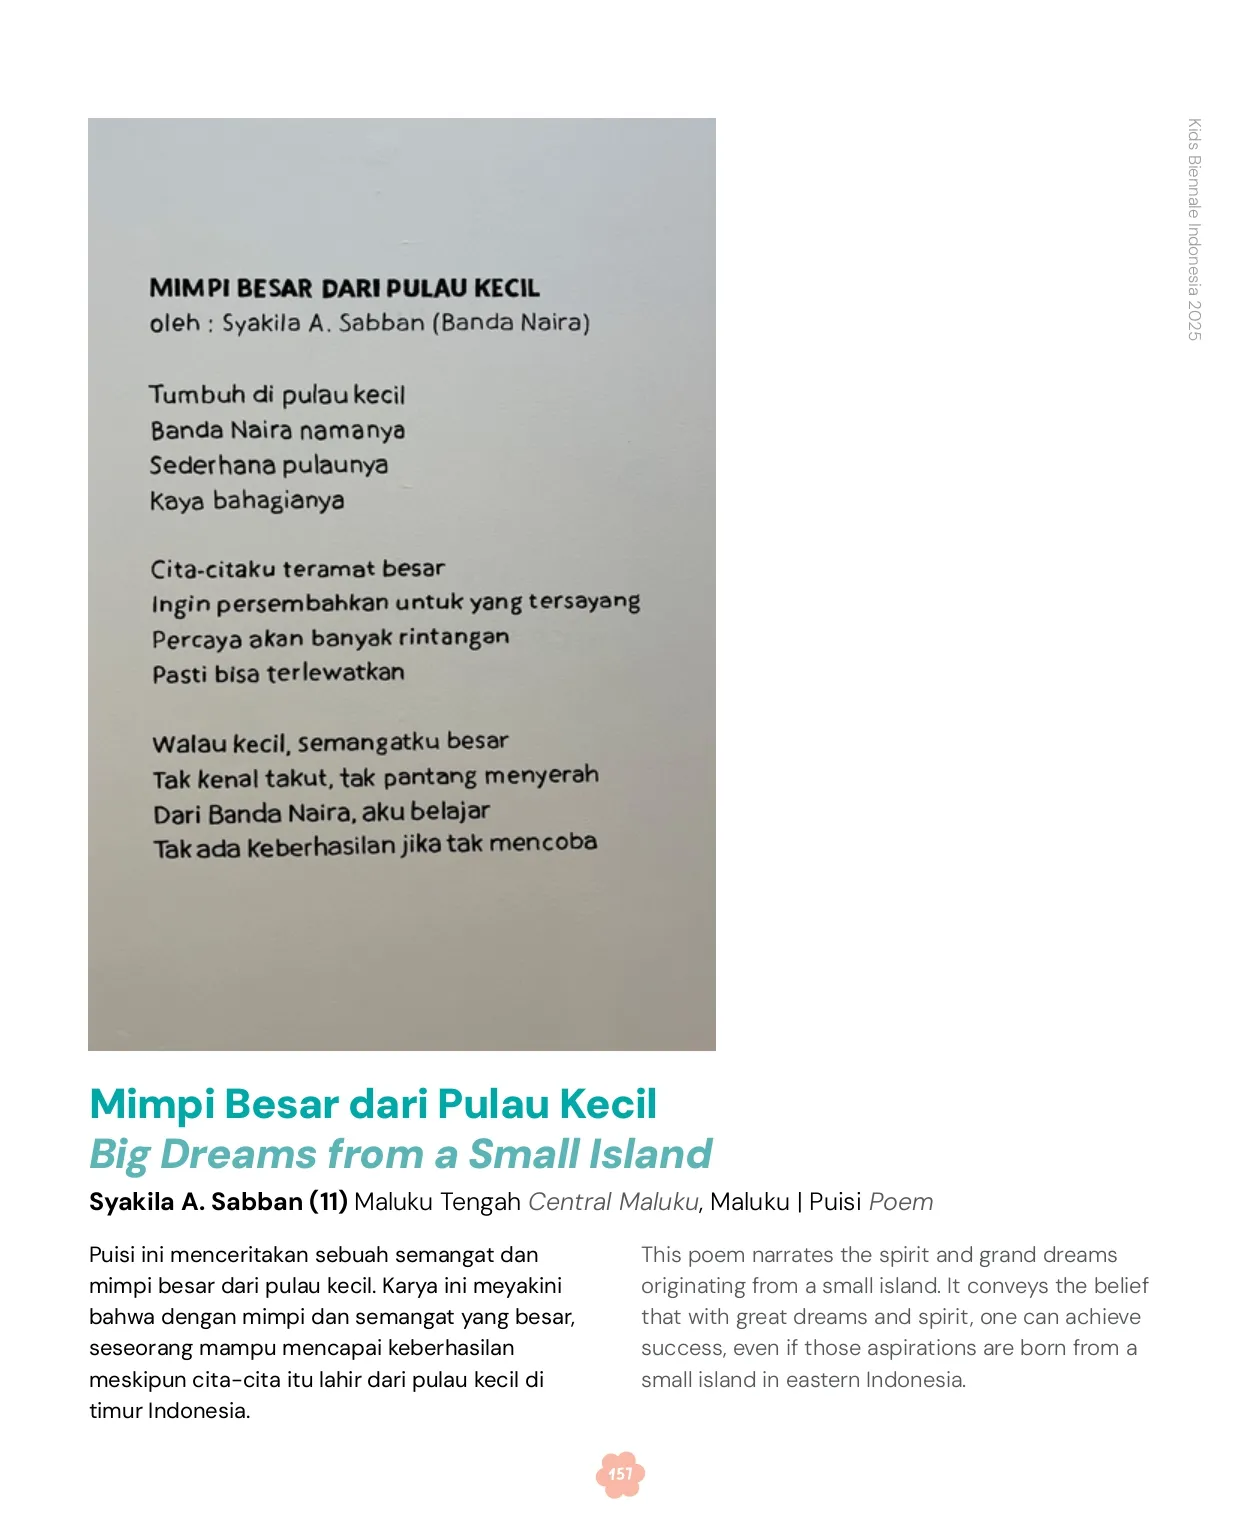 Kids Biennale Indonesia 2025
MIMPI BESAR DARI PULAU KECIL
oleh : Syakila A. Sabban (Banda Naira)
Tumbuh di pulau kecil
Banda Naira namanya
Sederhana pulaunya
Kaya bahagianya
Cita-citaku teramat besar
Ingin persembahkan untuk yang tersayang
Percaya akan banyak rintangan
Pasti bisa terlewatkan
Walau kecil, semangatku besar
Tak kenal takut, tak pantang menyerah
Dari Banda Naira, aku belajar
Tak ada keberhasilan jika tak mencoba
Mimpi Besar dari Pulau Kecil
Big Dreams from a Small Island
Syakila A. Sabban (11) Maluku Tengah Central Maluku, Maluku | Puisi Poem
Puisi ini menceritakan sebuah semangat dan
mimpi besar dari pulau kecil. Karya ini meyakini
bahwa dengan mimpi dan semangat yang besar,
seseorang mampu mencapai keberhasilan
meskipun cita-cita itu lahir dari pulau kecil di
timur Indonesia.
This poem narrates the spirit and grand dreams
originating from a small island. It conveys the belief
that with great dreams and spirit, one can achieve
success, even if those aspirations are born from a
small island in eastern Indonesia.
157